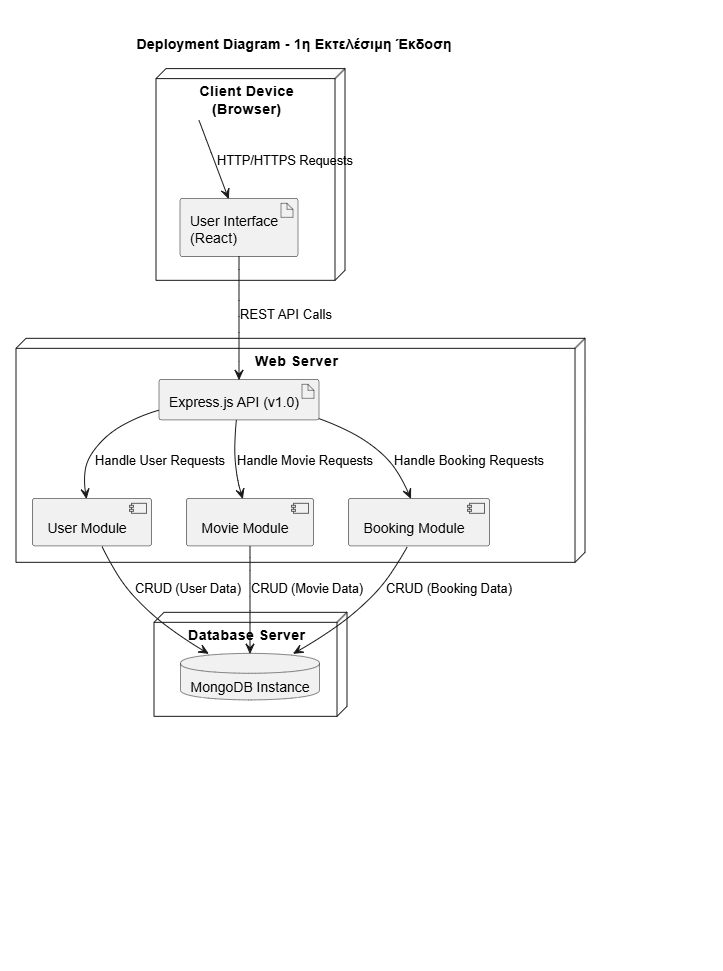 Deployment Diagram - 1η Εκτελέσιμη Έκδοση
Client Device
(Browser)
HTTP/HTTPS Requests
User Interface
(React)
REST API Calls
Web Server
Express.js API (v1.0)
Handle User Requests
Handle Movie Requests
Handle Booking Requests
User Module
Movie Module
Booking Module
CRUD (User Data)
CRUD (Movie Data)
CRUD (Booking Data)
Database Server
MongoDB Instance